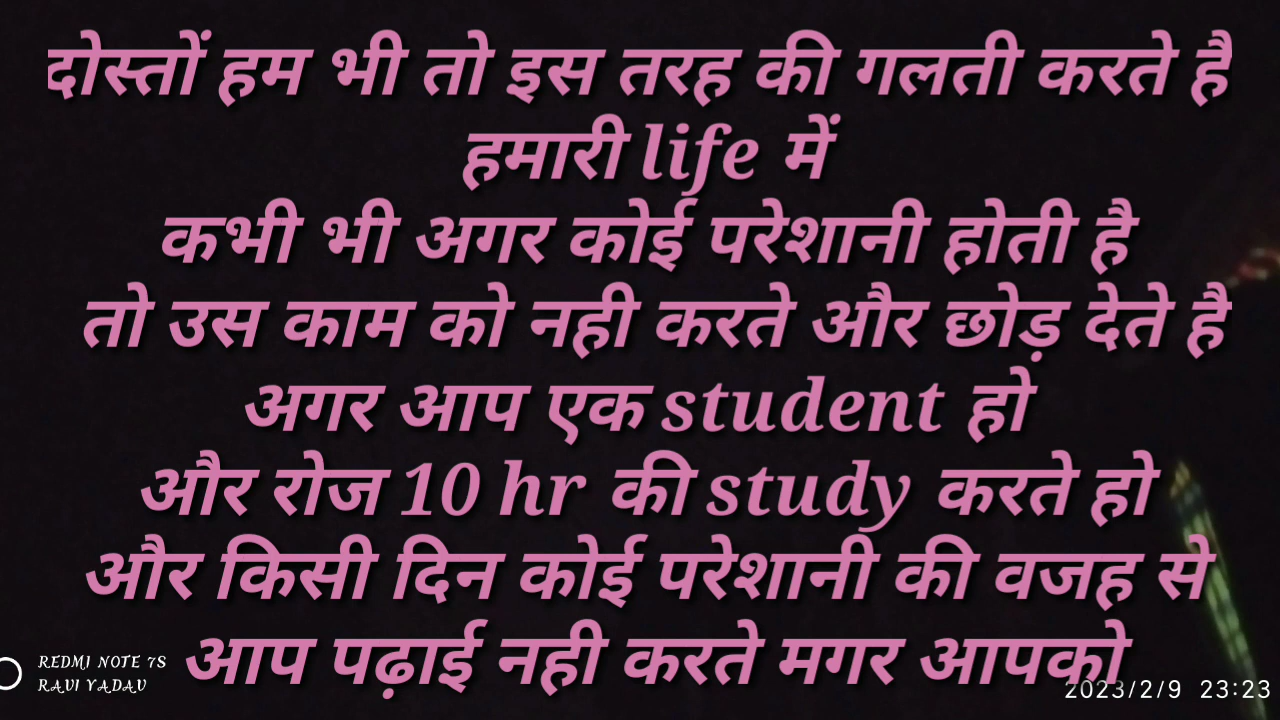 दोस्तों हम भी तो इस तरह की गलती करते है
हमारी life में
कभी भी अगर कोई परेशानी होती है
तो उस काम को नही करते और छोड़ देते है
अगर आप एक student हो
और रोज 10 hr की study करते हो
और किसी दिन कोई परेशानी की वजह से
आप पढ़ाई नही करते मगर आपको
REDMI NOTE 7S
RAVI YADAV
2023/2/9 23:23